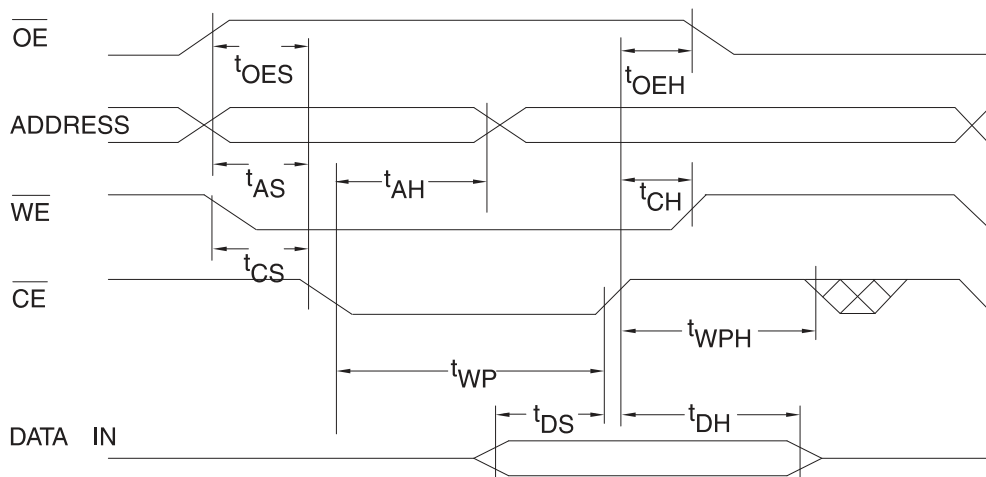 OE
tOES
tOEH
ADDRESS
tAS
tAH
tCH
WE
tCS
CE
tWPH
tWP
tDS
tDH
DATA IN